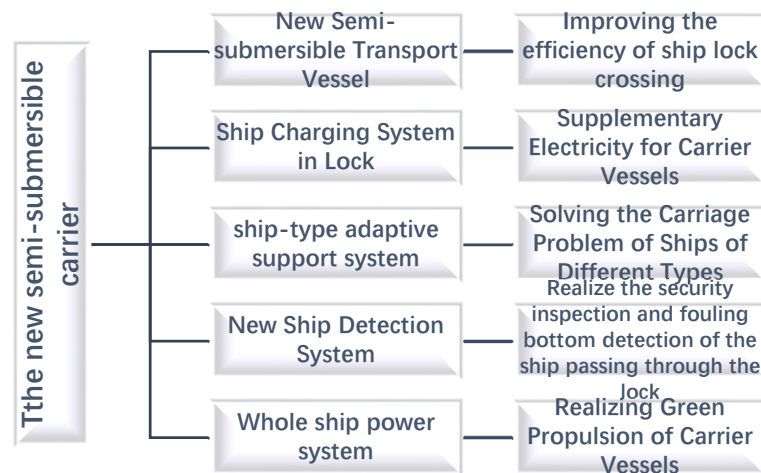 Tthe new semi-submersible
carrier
New Semi-
submersible Transport
Vessel
Improving the
efficiency of ship lock
crossing
Ship Charging System
in Lock
Supplementary
Electricity for Carrier
Vessels
ship-type adaptive
support system
Solving the Carriage
Problem of Ships of
Different Types
New Ship Detection
System
Realize the security
inspection and fouling
bottom detection of the
ship passing through the
lock
Whole ship power
system
Realizing Green
Propulsion of Carrier
Vessels